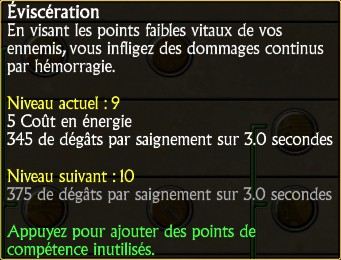 Éviscération
En visant les points faibles vitaux de vos
ennemis, vous infligez des dommages continus
par hémorragie.
Niveau actuel : 9
5 Coût en énergie
345 de dégâts par saignement sur 3.0 secondes
Niveau suivant : 10
375 de dégâts par saignement sur 3.0 secondes
Appuyez pour ajouter des points de
compétence inutilisés.